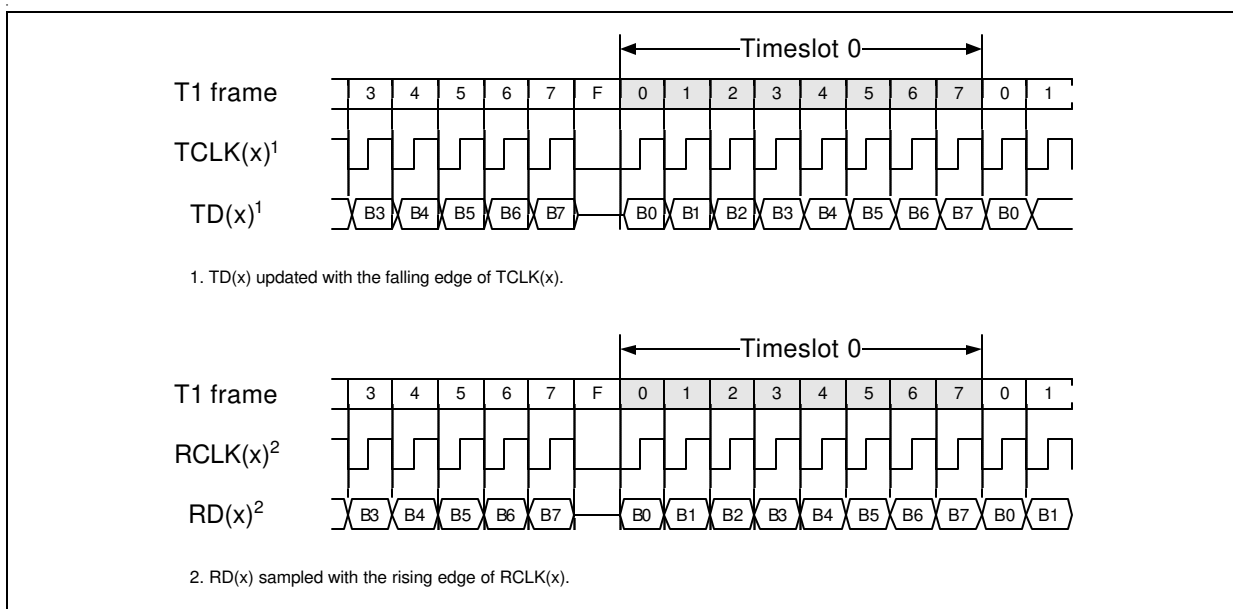 Timeslot 0
T1 frame 3 4 5 6 7 F 0 1 2 3 4 5 6 7 0 1
TCLK(x)1
TD(x)1 B3 B4 B5 B6 B7 B0 B1 B2 B3 B4 B5 B6 B7 B0
1. TD(x) updated with the falling edge of TCLK(x).
Timeslot 0
T1 frame 3 4 5 6 7 F 0 1 2 3 4 5 6 7 0 1
RCLK(x)2
RD(x)2 B3 B4 B5 B6 B7 B0 B1 B2 B3 B4 B5 B6 B7 B0 B1
2. RD(x) sampled with the rising edge of RCLK(x).